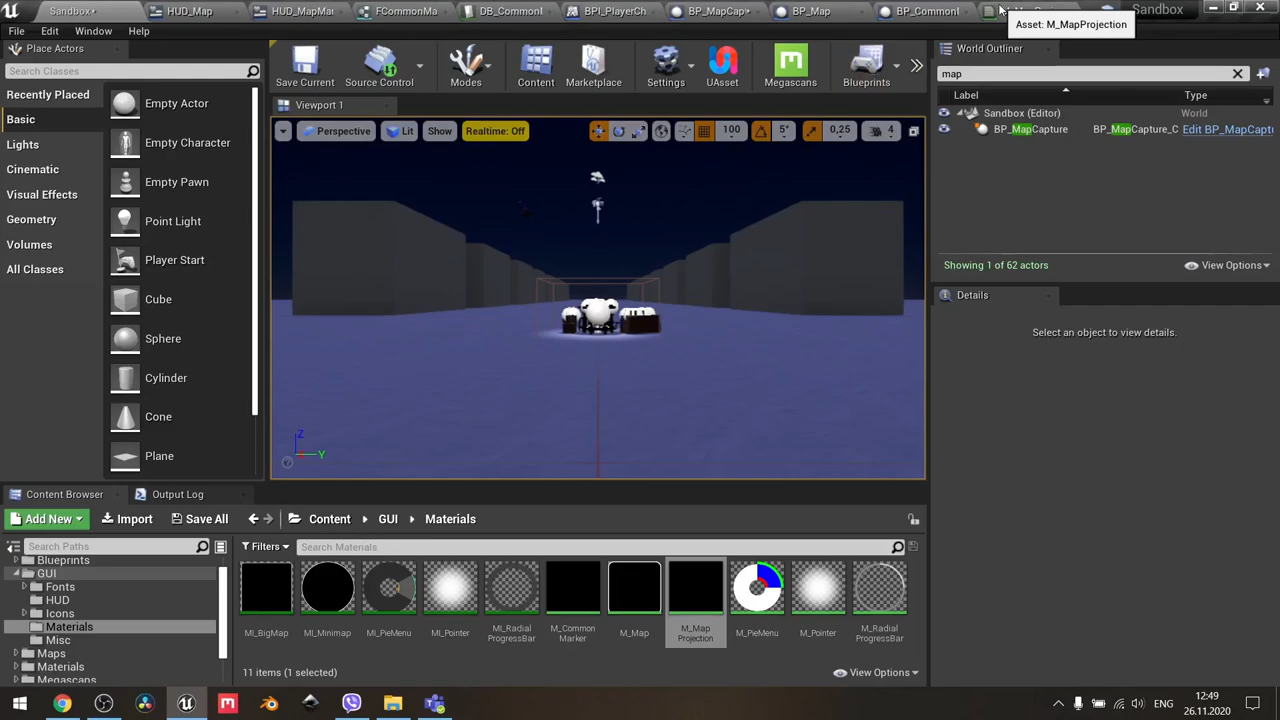 Sandbox•
HUD_Map
HUD_MapMar
FCommonMa
DB_Commonl
BPI_PlayerCh
BP_MapCap•
BP_Map
BP_Commonl
Sandbox
Asset: M_MapProjection
File
Edit
Window
Help
Place Actors
Search Classes
Recently Placed
Basic
Lights
Cinematic
Visual Effects
Geometry
Volumes
All Classes
Empty Actor
Empty Character
Empty Pawn
Point Light
Player Start
Cube
Sphere
Cylinder
Cone
Plane
Save Current
Source Control
Modes
Content
Marketplace
Settings
UAsset
Megascans
Blueprints
Viewport 1
Perspective
Lit
Show
Realtime: Off
100
5°
0,25
4
Z
Y
World Outliner
map
Label
Type
Sandbox (Editor)
World
BP_MapCapture
BP_MapCapture_C
Edit BP_MapCaptu
Showing 1 of 62 actors
View Options
Details
Select an object to view details.
Content Browser
Output Log
Add New
Import
Save All
Content
GUI
Materials
Search Paths
Filters
Search Materials
Blueprints
GUI
Fonts
HUD
Icons
Materials
Misc
Maps
Materials
Megascans
MI_BigMap
MI_Minimap
MI_PieMenu
MI_Pointer
MI_Radial
ProgressBar
M_Common
Marker
M_Map
M_Map
Projection
M_PieMenu
M_Pointer
M_Radial
ProgressBar
11 items (1 selected)
View Options
ENG
12:49
26.11.2020